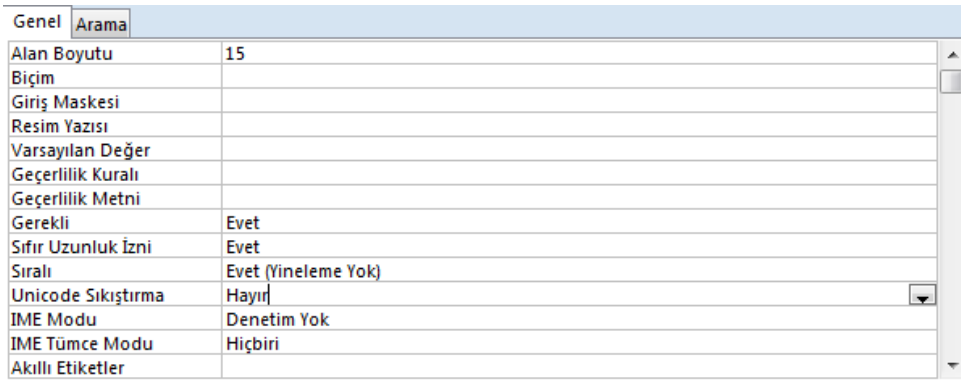 Genel Arama
Alan Boyutu 15
Biçim
Giriş Maskesi
Resim Yazısı
Varsayılan Değer
Geçerlilik Kuralı
Geçerlilik Metni
Gerekli Evet
Sıfır Uzunluk İzni Evet
Sıralı Evet (Yineleme Yok)
Unicode Sıkıştırma Hayır
IME Modu Denetim Yok
IME Tümce Modu Hiçbiri
Akıllı Etiketler